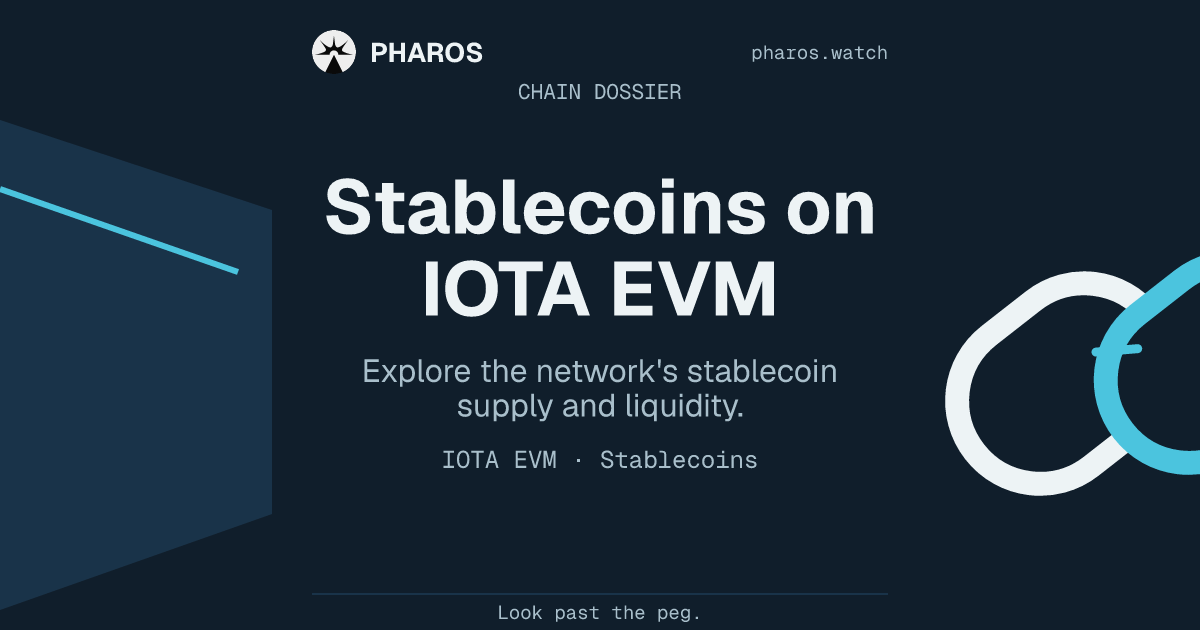 PHAROS
pharos.watch
CHAIN DOSSIER
Stablecoins on
IOTA EVM
Explore the network's stablecoin
supply and liquidity.
IOTA EVM · Stablecoins
Look past the peg.